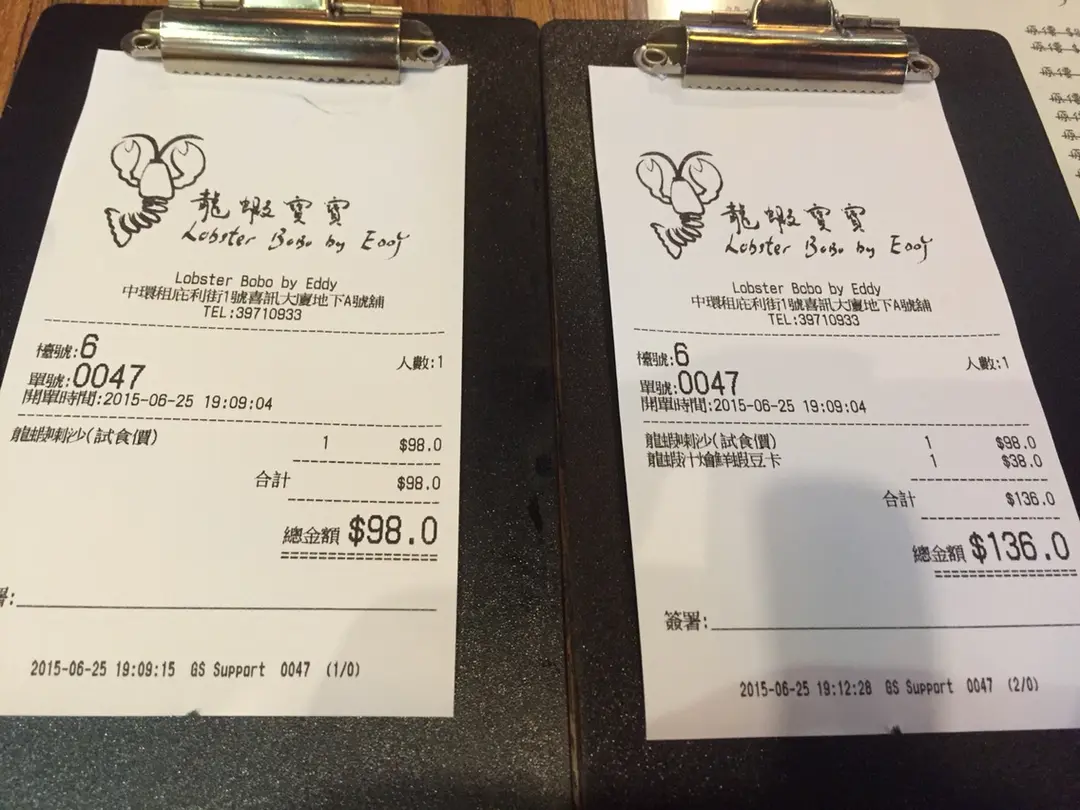 龍蝦寶寶
Lobster BoBo by Eddy
Lobster Bobo by Eddy
中環租庇利街1號喜訊大廈地下A號舖
TEL:39710933
檯號:6
人數:1
單號:0047
開單時間:2015-06-25 19:09:04
龍蝦喇沙(試食價) 1 $98.0
合計 $98.0
總金額 $98.0
署:
2015-06-25 19:09:15 GS Support 0047 (1/0)
龍蝦寶寶
Lobster BoBo by Eddy
Lobster Bobo by Eddy
中環租庇利街1號喜訊大廈地下A號舖
TEL:39710933
檯號:6
人數:1
單號:0047
開單時間:2015-06-25 19:09:04
龍蝦喇沙(試食價) 1 $98.0
龍蝦汁燴鮮蝦豆卡 1 $38.0
合計 $136.0
總金額 $136.0
簽署:
2015-06-25 19:12:28 GS Support 0047 (2/0)